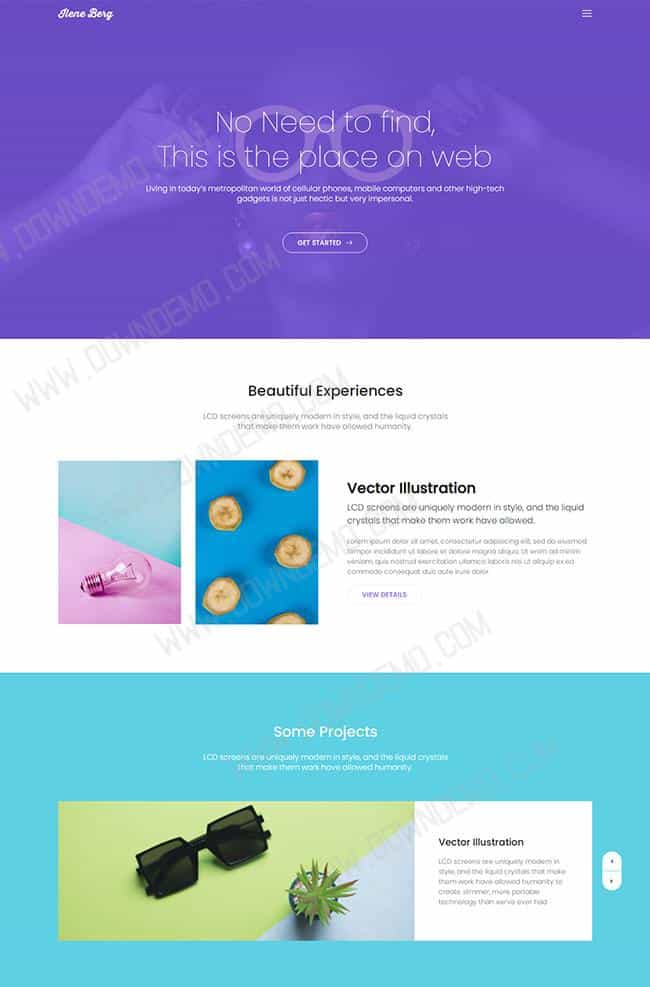 Ilene Berg
No Need to find,
This is the place on web
Living in today's metropolitan world of cellular phones, mobile computers and other high-tech
gadgets is not just hectic but very impersonal.
GET STARTED →
Beautiful Experiences
LCD screens are uniquely modern in style, and the liquid crystals
that make them work have allowed humanity.
Vector Illustration
LCD screens are uniquely modern in style, and the liquid
crystals that make them work have allowed.
Lorem ipsum dolor sit amet, consectetur adipisicing elit, sed do eiusmod
tempor incididunt ut labore et dolore magna aliqua. Ut enim ad minim
veniam, quis nostrud exercitation ullamco laboris nisi ut aliquip ex ea
commodo consequat duis aute irure dolor.
VIEW DETAILS
Some Projects
LCD screens are uniquely modern in style, and the liquid crystals
that make them work have allowed humanity.
Vector Illustration
LCD screens are uniquely modern in
style, and the liquid crystals that make
them work have allowed humanity to
create slimmer, more portable
technology than we've ever had
WWW.DOWNDEMO.COM
WWW.DOWNDEMO.COM
WWW.DOWNDEMO.COM
WWW.DOWNDEMO.COM